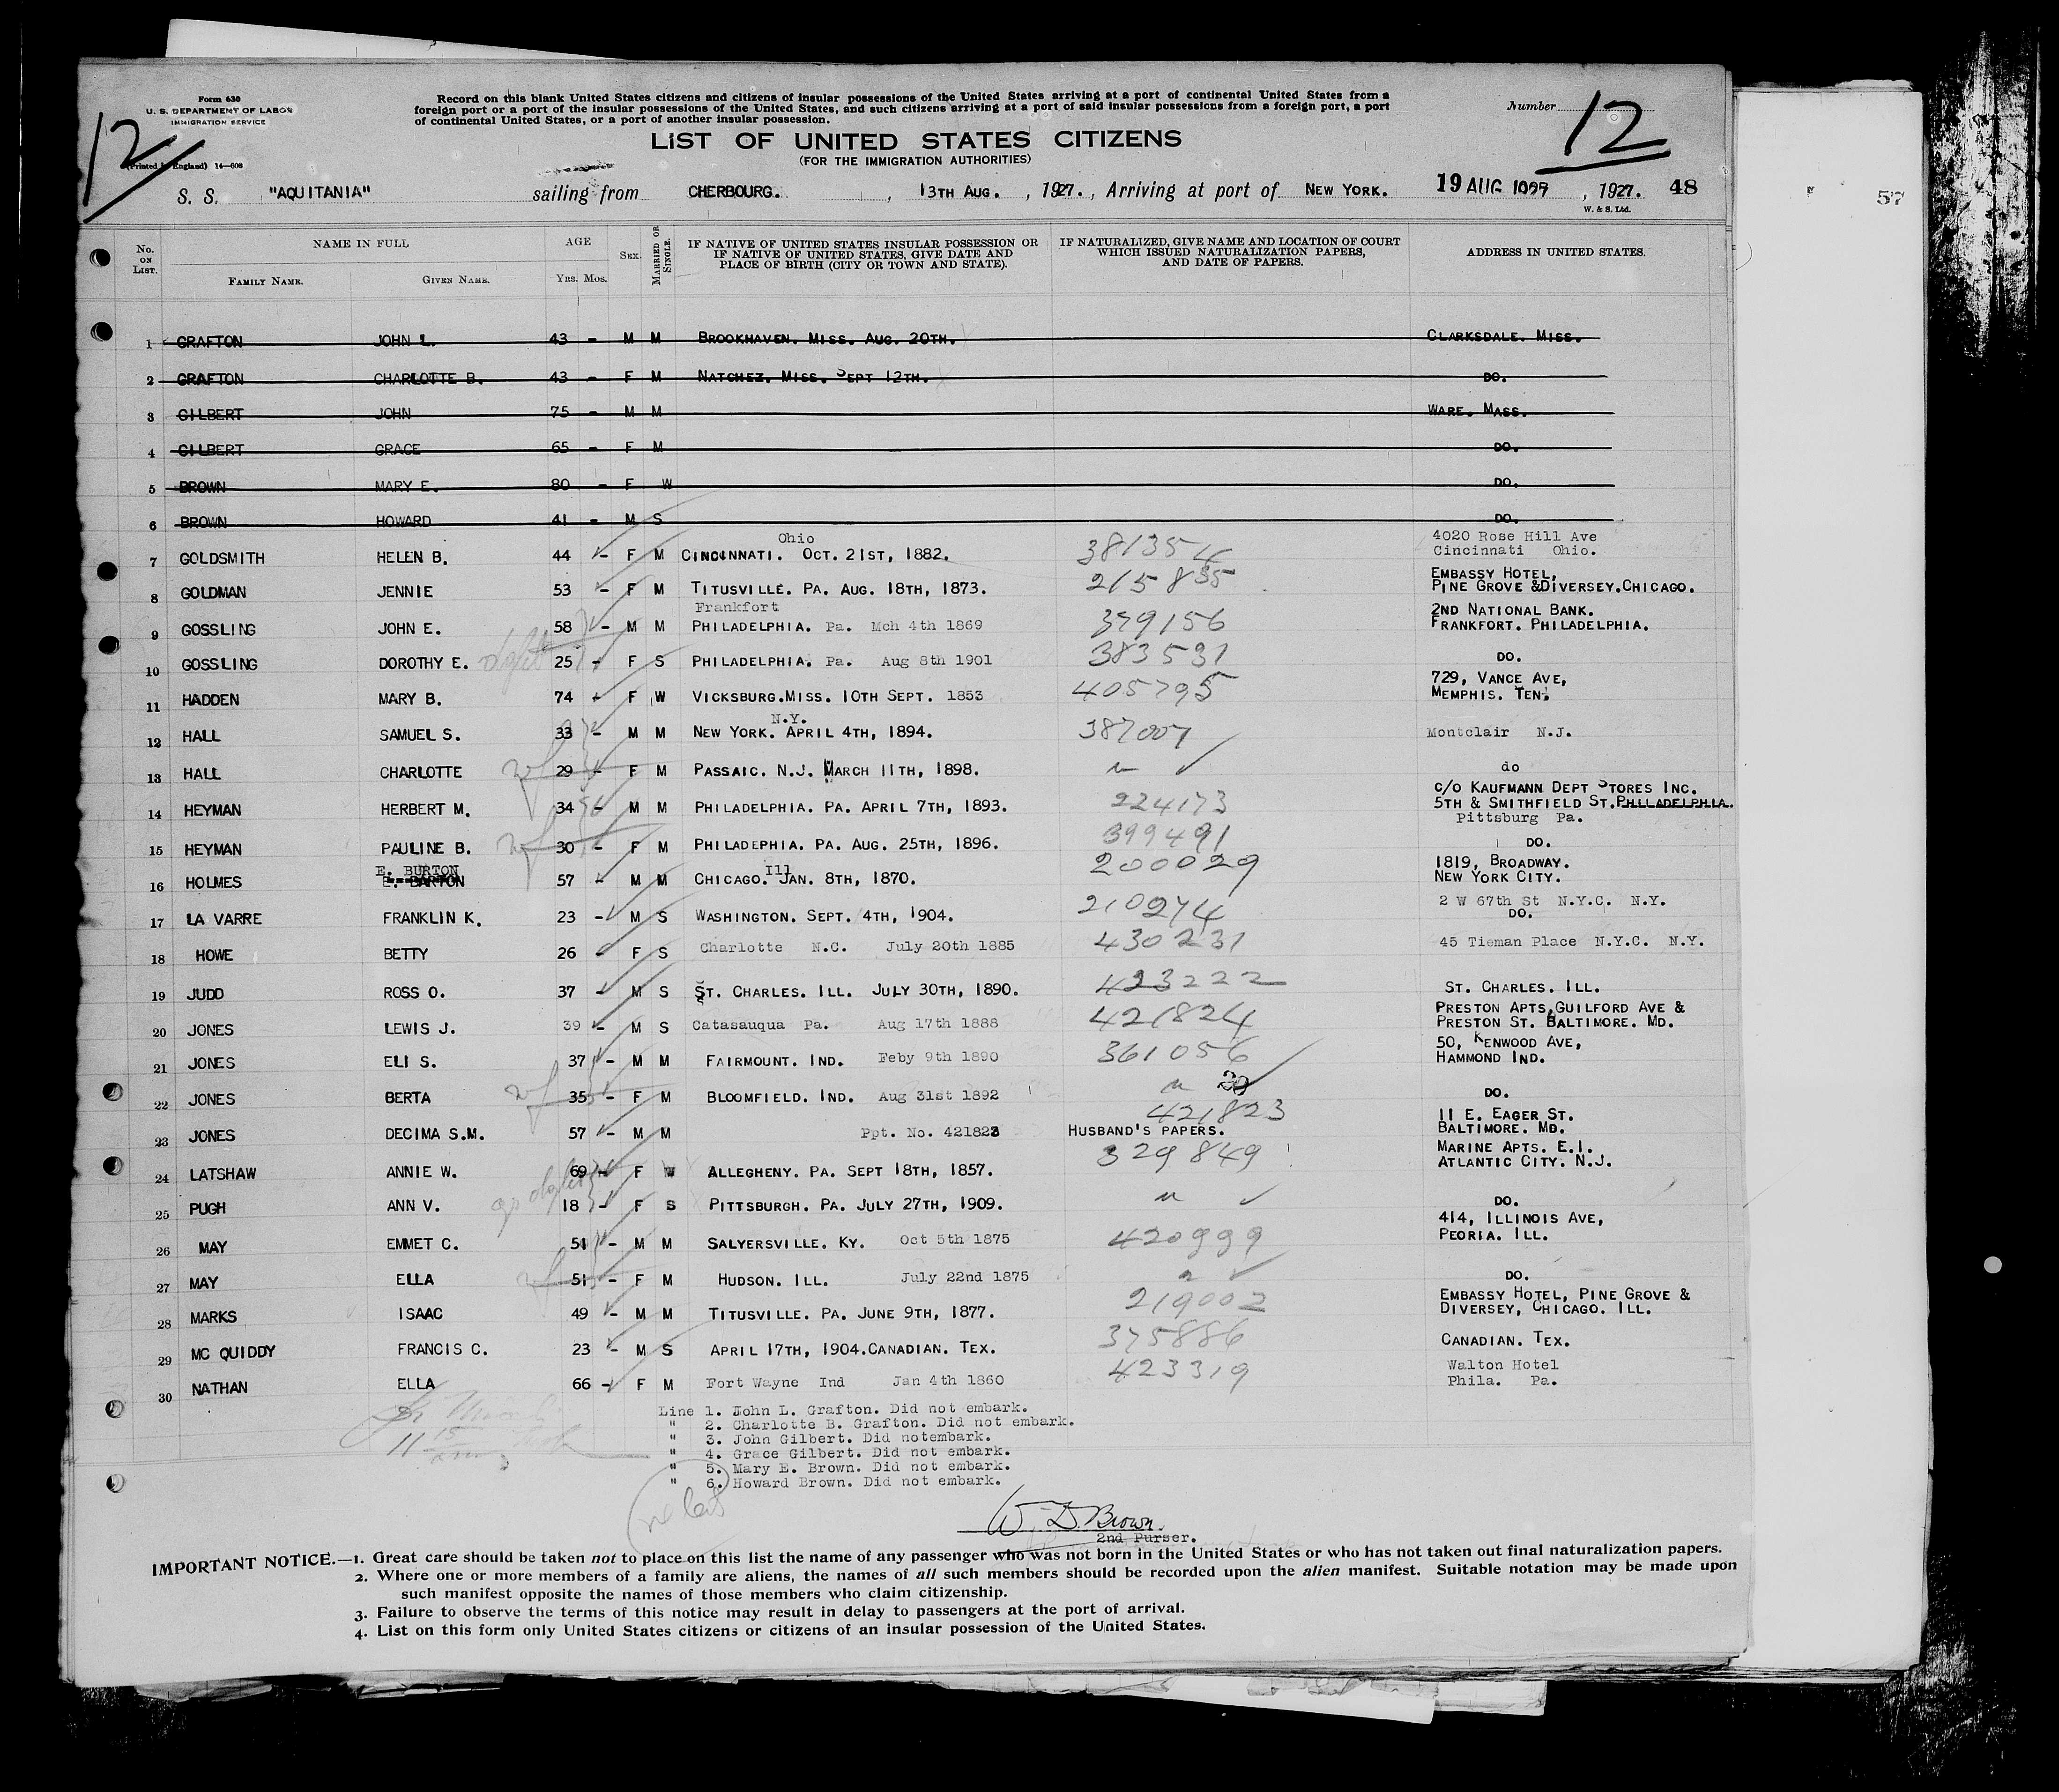 Form 630
U. S. DEPARTMENT OF LABOR
IMMIGRATION SERVICE
(Printed in England) 14—608
12
Record on this blank United States citizens and citizens of insular possessions of the United States arriving at a port of continental United States from a
foreign port or a port of the insular possessions of the United States, and such citizens arriving at a port of said insular possessions from a foreign port, a port
of continental United States, or a port of another insular possession.
Number 12
LIST OF UNITED STATES CITIZENS
(FOR THE IMMIGRATION AUTHORITIES)
S. S. "AQUITANIA" sailing from CHERBOURG. , 13TH AUG. , 1927. , Arriving at port of NEW YORK. 19 AUG , 1927. 48
W. & S. Ltd.
57
No. ON LIST. NAME IN FULL AGE SEX. MARRIED OR SINGLE. IF NATIVE OF UNITED STATES INSULAR POSSESSION OR IF NATIVE OF UNITED STATES, GIVE DATE AND PLACE OF BIRTH (CITY OR TOWN AND STATE). IF NATURALIZED, GIVE NAME AND LOCATION OF COURT WHICH ISSUED NATURALIZATION PAPERS, AND DATE OF PAPERS. ADDRESS IN UNITED STATES.
FAMILY NAME. GIVEN NAME. YRS. MOS.
1 GRAFTON JOHN L. 43 - M M BROOKHAVEN. MISS. AUG. 20TH. CLARKSDALE. MISS.
2 GRAFTON CHARLOTTE B. 43 - F M NATCHEZ. MISS. SEPT 12TH. DO.
3 GILBERT JOHN 75 - M M WARE. MASS.
4 GILBERT GRACE 65 - F M DO.
5 BROWN MARY E. 80 - F W DO.
6 BROWN HOWARD 41 - M S DO.
7 GOLDSMITH HELEN B. 44 - F M CINCINNATI. Ohio OCT. 21ST, 1882. 381354 4020 Rose Hill Ave Cincinnati Ohio.
8 GOLDMAN JENNIE 53 - F M TITUSVILLE. PA. AUG. 18TH, 1873. 215835 EMBASSY HOTEL, PINE GROVE &DIVERSEY.CHICAGO.
9 GOSSLING JOHN E. 58 - M M Frankfort PHILADELPHIA. Pa. Mch 4th 1869 379156 2ND NATIONAL BANK. FRANKFORT. PHILADELPHIA.
10 GOSSLING DOROTHY E. dght 25 - F S PHILADELPHIA. Pa. Aug 8th 1901 383531 DO.
11 HADDEN MARY B. 74 - F W VICKSBURG.MISS. 10TH SEPT. 1853 405795 729, VANCE AVE, MEMPHIS. TEN.
12 HALL SAMUEL S. 33 - M M NEW YORK. N.Y. APRIL 4TH, 1894. 387007 Montclair N.J.
13 HALL CHARLOTTE wf 29 - F M PASSAIC. N.J. MARCH 11TH, 1898. " do
14 HEYMAN HERBERT M. 34 - M M PHILADELPHIA. PA. APRIL 7TH, 1893. 224173 C/O KAUFMANN DEPT STORES INC. 5TH & SMITHFIELD ST.PHILADELPHIA. Pittsburg Pa.
15 HEYMAN PAULINE B. wf 30 - F M PHILADEPHIA. PA. AUG. 25TH, 1896. 399491 DO.
16 HOLMES E. BURTON E. BARTON 57 - M M CHICAGO. Ill JAN. 8TH, 1870. 200029 1819, BROADWAY. NEW YORK CITY.
17 LA VARRE FRANKLIN K. 23 - M S WASHINGTON. SEPT. 4TH, 1904. 210274 2 W 67th St N.Y.C. N.Y. DO.
18 HOWE BETTY 26 - F S Charlotte N.C. July 20th 1885 430231 45 Tieman Place N.Y.C. N.Y.
19 JUDD ROSS O. 37 - M S ST. CHARLES. ILL. JULY 30TH, 1890. 423222 ST. CHARLES. ILL.
20 JONES LEWIS J. 39 - M S Catasauqua Pa. Aug 17th 1888 421824 PRESTON APTS,GUILFORD AVE & PRESTON ST. BALTIMORE. MD.
21 JONES ELI S. 37 - M M FAIRMOUNT. IND. Feby 9th 1890 361056 50, KENWOOD AVE, HAMMOND IND.
22 JONES BERTA wf 35 - F M BLOOMFIELD. IND. Aug 31st 1892 " DO.
23 JONES DECIMA S.M. 57 - M M Ppt. No. 421823 421823 HUSBAND'S PAPERS. 11 E. EAGER ST. BALTIMORE. MD.
24 LATSHAW ANNIE W. 69 - F W ALLEGHENY. PA. SEPT 18TH, 1857. 329849 MARINE APTS. E.I. ATLANTIC CITY. N.J.
25 PUGH ANN V. gr dght 18 - F S PITTSBURGH. PA. JULY 27TH, 1909. " DO.
26 MAY EMMET C. 51 - M M SALYERSVILLE. KY. Oct 5th 1875 420999 414, ILLINOIS AVE, PEORIA. ILL.
27 MAY ELLA wf 51 - F M HUDSON. ILL. July 22nd 1875 " DO.
28 MARKS ISAAC 49 - M M TITUSVILLE. PA. JUNE 9TH, 1877. 219002 EMBASSY HOTEL, PINE GROVE & DIVERSEY, CHICAGO. ILL.
29 MC QUIDDY FRANCIS C. 23 - M S APRIL 17TH, 1904.CANADIAN. TEX. 375886 CANADIAN. TEX.
30 NATHAN ELLA 66 - F M Fort Wayne Ind Jan 4th 1860 423319 Walton Hotel Phila. Pa.
Line 1. John L. Grafton. Did not embark.
" 2. Charlotte B. Grafton. Did not embark.
" 3. John Gilbert. Did notembark.
" 4. Grace Gilbert. Did not embark.
" 5. Mary E. Brown. Did not embark.
" 6. Howard Brown. Did not embark.
W. D. Brown.
2nd Purser.
IMPORTANT NOTICE.—1. Great care should be taken not to place on this list the name of any passenger who was not born in the United States or who has not taken out final naturalization papers.
2. Where one or more members of a family are aliens, the names of all such members should be recorded upon the alien manifest. Suitable notation may be made upon
such manifest opposite the names of those members who claim citizenship.
3. Failure to observe the terms of this notice may result in delay to passengers at the port of arrival.
4. List on this form only United States citizens or citizens of an insular possession of the United States.